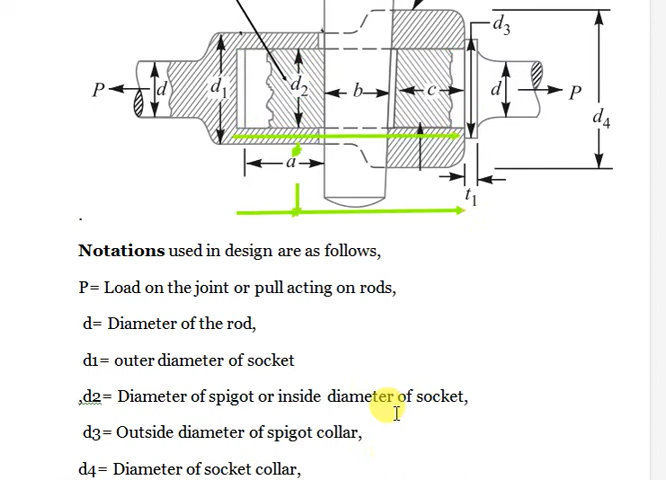 d3
P
d
d1
d2
b
c
d
P
d4
a
t1
.
Notations used in design are as follows,
P= Load on the joint or pull acting on rods,
d= Diameter of the rod,
d1= outer diameter of socket
,d2= Diameter of spigot or inside diameter of socket,
d3= Outside diameter of spigot collar,
d4= Diameter of socket collar,